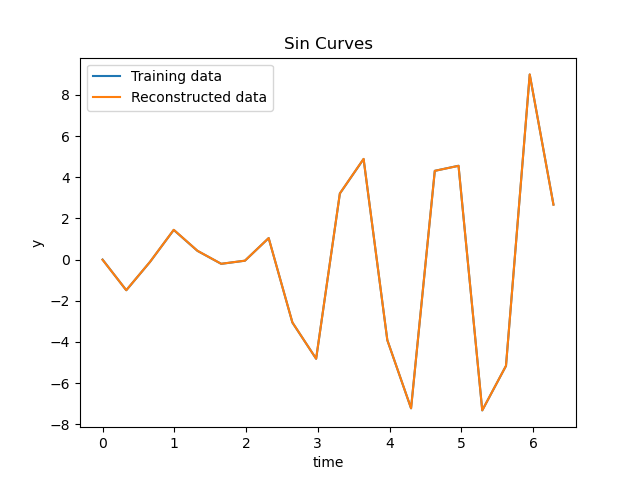 Sin Curves
Training data
Reconstructed data
8
6
4
2
0
−2
−4
−6
−8
y
0 1 2 3 4 5 6
time